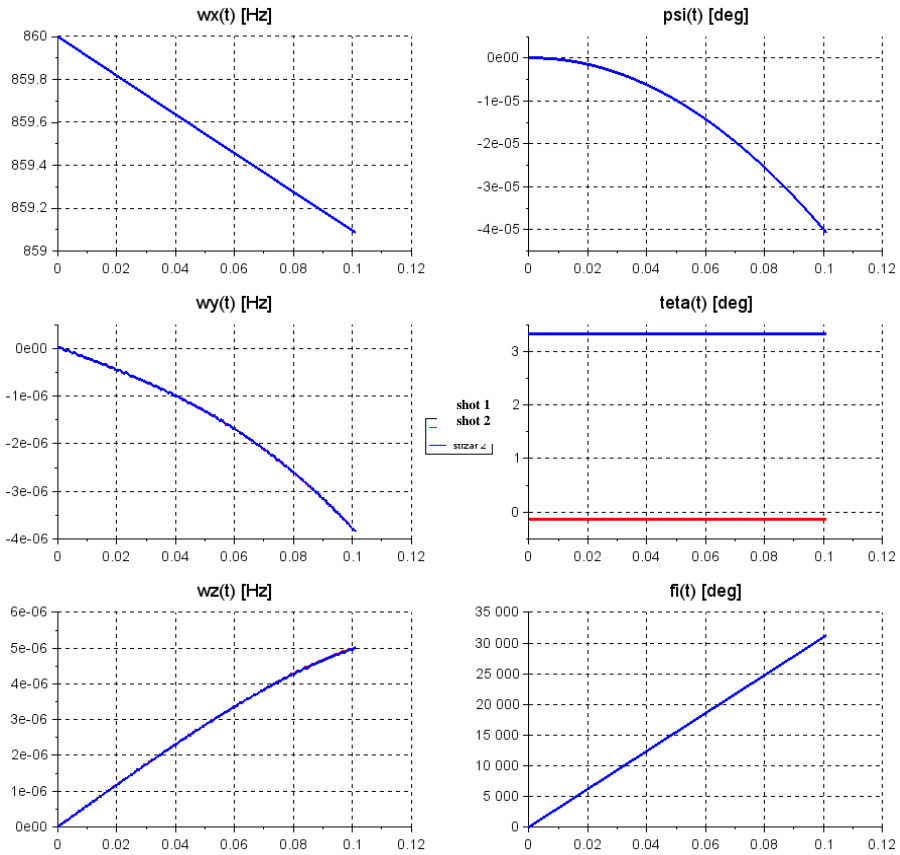 wx(t) [Hz]
860
859.8
859.6
859.4
859.2
859
0 0.02 0.04 0.06 0.08 0.1 0.12
psi(t) [deg]
0e00
-1e-05
-2e-05
-3e-05
-4e-05
0 0.02 0.04 0.06 0.08 0.1 0.12
wy(t) [Hz]
0e00
-1e-06
-2e-06
-3e-06
-4e-06
0 0.02 0.04 0.06 0.08 0.1 0.12
shot 1
shot 2
teta(t) [deg]
3
2
1
0
0 0.02 0.04 0.06 0.08 0.1 0.12
wz(t) [Hz]
6e-06
5e-06
4e-06
3e-06
2e-06
1e-06
0e00
0 0.02 0.04 0.06 0.08 0.1 0.12
fi(t) [deg]
35 000
30 000
25 000
20 000
15 000
10 000
5 000
0
0 0.02 0.04 0.06 0.08 0.1 0.12